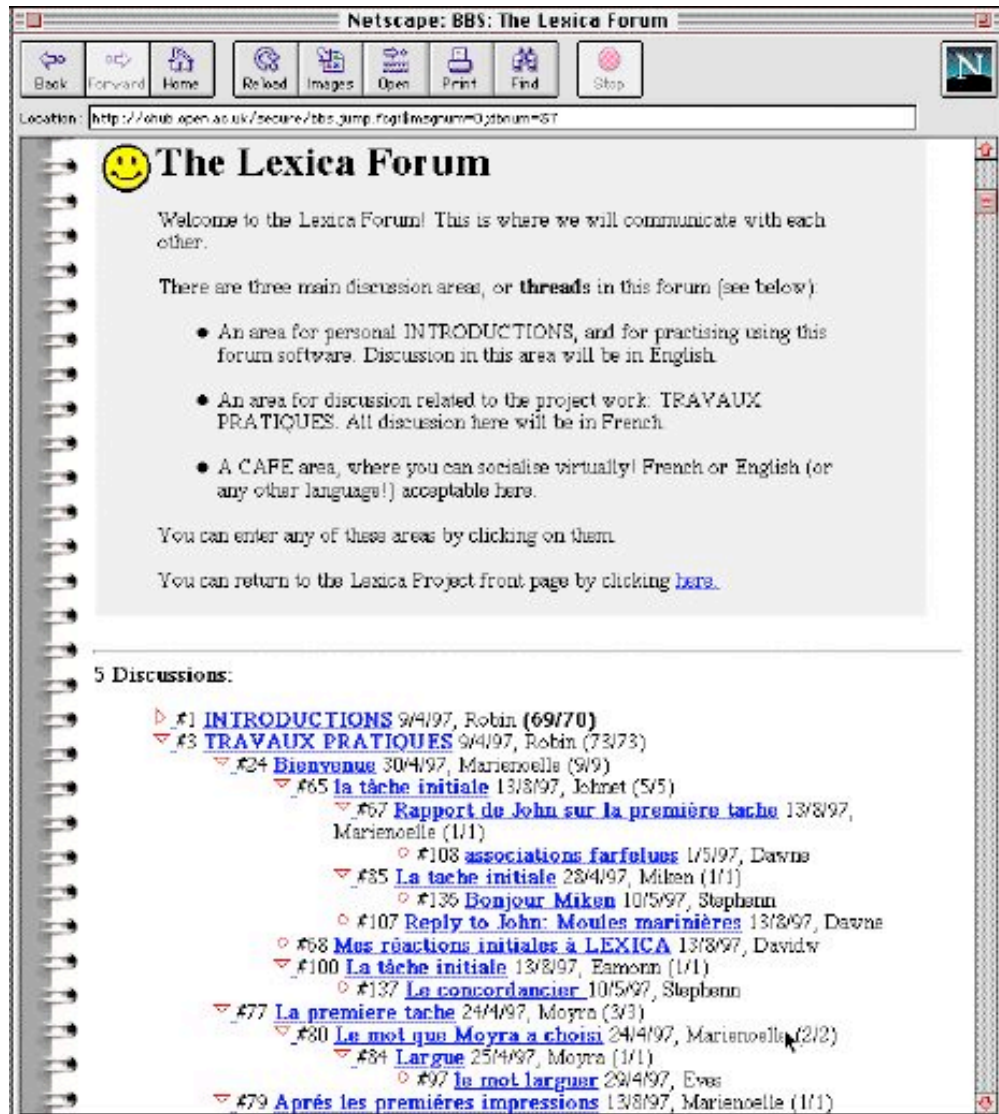 Netscape: BBS: The Lexica Forum
Back Forward Home Reload Images Open Print Find Stop
N
Location: http://ohub.open.ac.uk/secure/bbs.jump.fcgi$msgnum=0;dbnum=ST
The Lexica Forum
Welcome to the Lexica Forum! This is where we will communicate with each
other.
There are three main discussion areas, or threads in this forum (see below):
● An area for personal INTRODUCTIONS, and for practising using this
forum software. Discussion in this area will be in English.
● An area for discussion related to the project work: TRAVAUX
PRATIQUES. All discussion here will be in French.
● A CAFE area, where you can socialise virtually! French or English (or
any other language!) acceptable here.
You can enter any of these areas by clicking on them.
You can return to the Lexica Project front page by clicking here.
5 Discussions:
#1 INTRODUCTIONS 9/4/97, Robin (69/70)
#3 TRAVAUX PRATIQUES 9/4/97, Robin (73/73)
#24 Bienvenue 30/4/97, Marienoelle (9/9)
#65 la tâche initiale 13/8/97, Johnet (5/5)
#67 Rapport de John sur la première tache 13/8/97,
Marienoelle (1/1)
#108 associations farfelues 1/5/97, Dawne
#85 La tache initiale 28/4/97, Miken (1/1)
#136 Bonjour Miken 10/5/97, Stephenn
#107 Reply to John: Moules marinières 13/8/97, Dawne
#68 Mes réactions initiales à LEXICA 13/8/97, Davidw
#100 La tâche initiale 13/8/97, Eamonn (1/1)
#137 Le concordancier 10/5/97, Stephenn
#77 La premiere tache 24/4/97, Moyra (3/3)
#80 Le mot que Moyra a choisi 24/4/97, Marienoelle (2/2)
#84 Largue 25/4/97, Moyra (1/1)
#97 le mot larguer 29/4/97, Eves
#79 Aprés les premiéres impressions 13/8/97, Marienoelle (1/1)